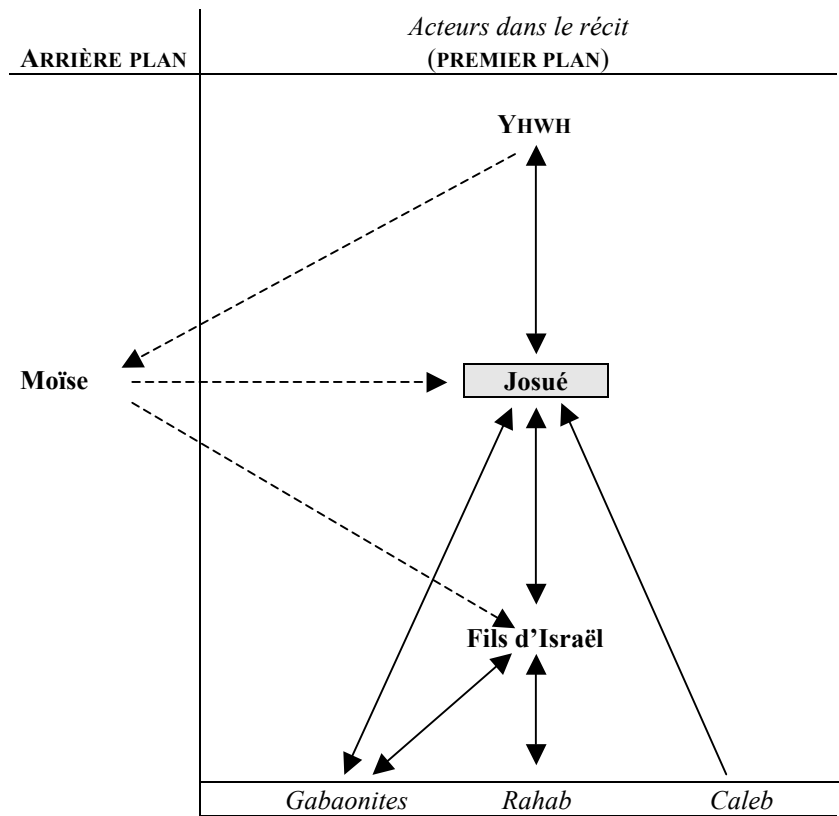 Acteurs dans le récit
ARRIÈRE PLAN (PREMIER PLAN)
YHWH
Moïse Josué
Fils d’Israël
Gabaonites Rahab Caleb